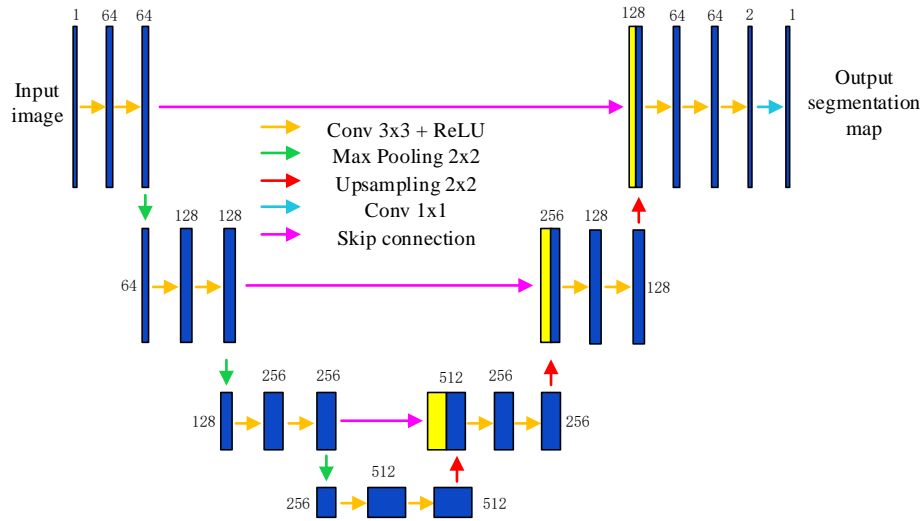 1 64 64 128 64 64 2 1
Input
image
Output
segmentation
map
Conv 3x3 + ReLU
Max Pooling 2x2
Upsampling 2x2
Conv 1x1
Skip connection
128 128 256 128
64 128
256 256 512 256
128 256
512
256 512